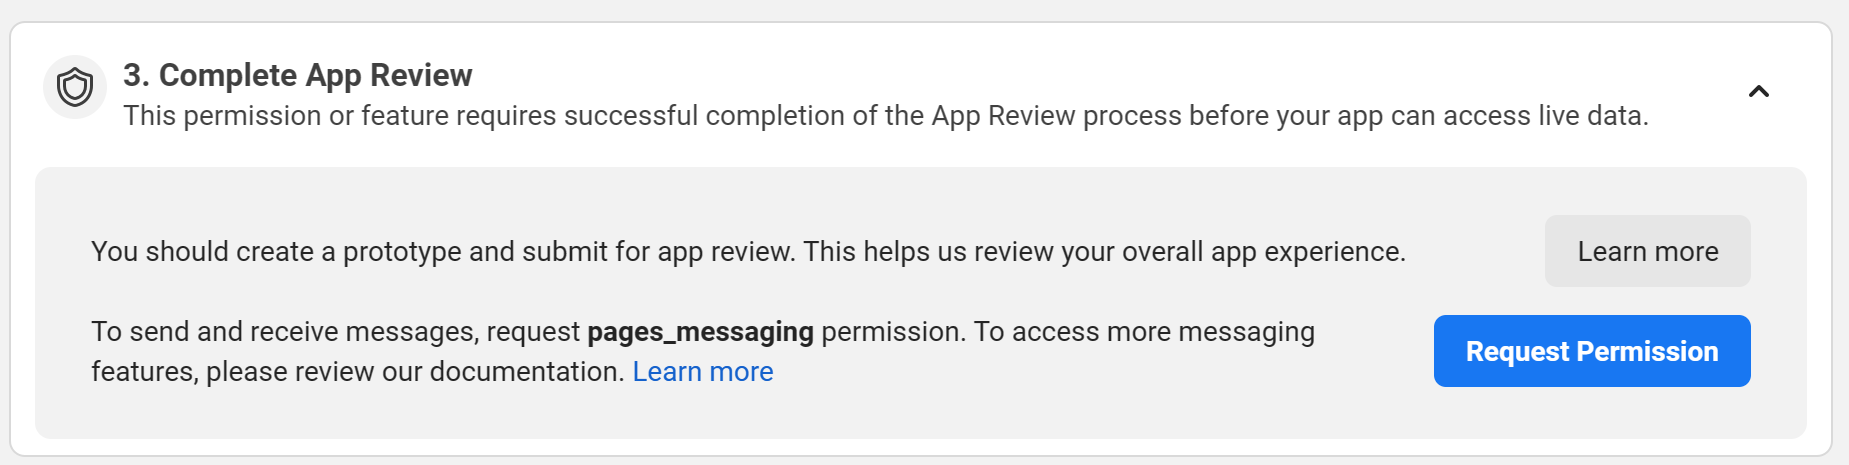 3. Complete App Review
This permission or feature requires successful completion of the App Review process before your app can access live data.
You should create a prototype and submit for app review. This helps us review your overall app experience.
Learn more
To send and receive messages, request pages_messaging permission. To access more messaging
features, please review our documentation. Learn more
Request Permission